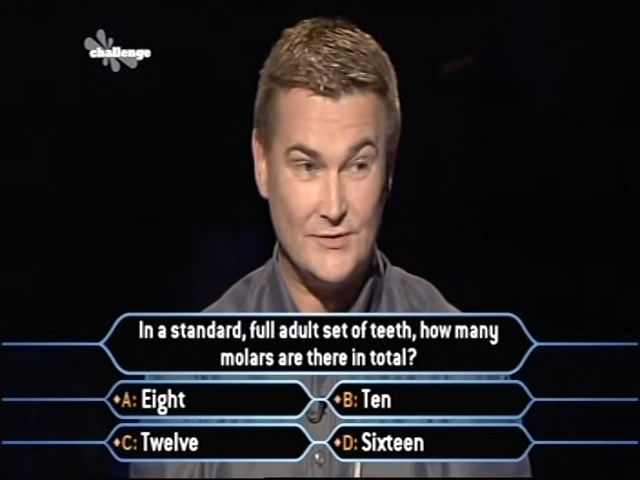 challenge
In a standard, full adult set of teeth, how many
molars are there in total?
A: Eight
B: Ten
C: Twelve
D: Sixteen